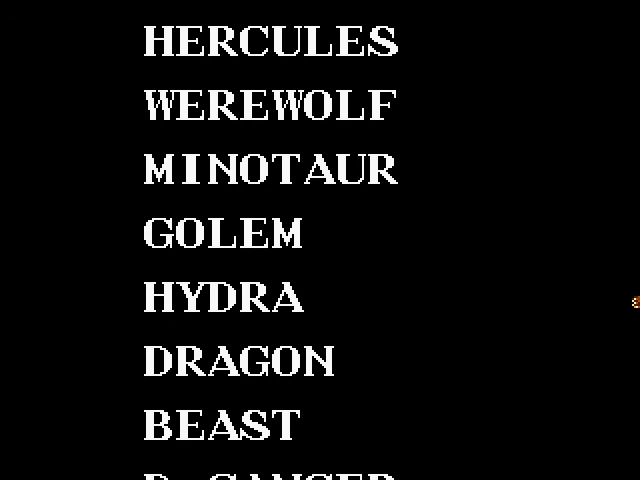 HERCULES
WEREWOLF
MINOTAUR
GOLEM
HYDRA
DRAGON
BEAST